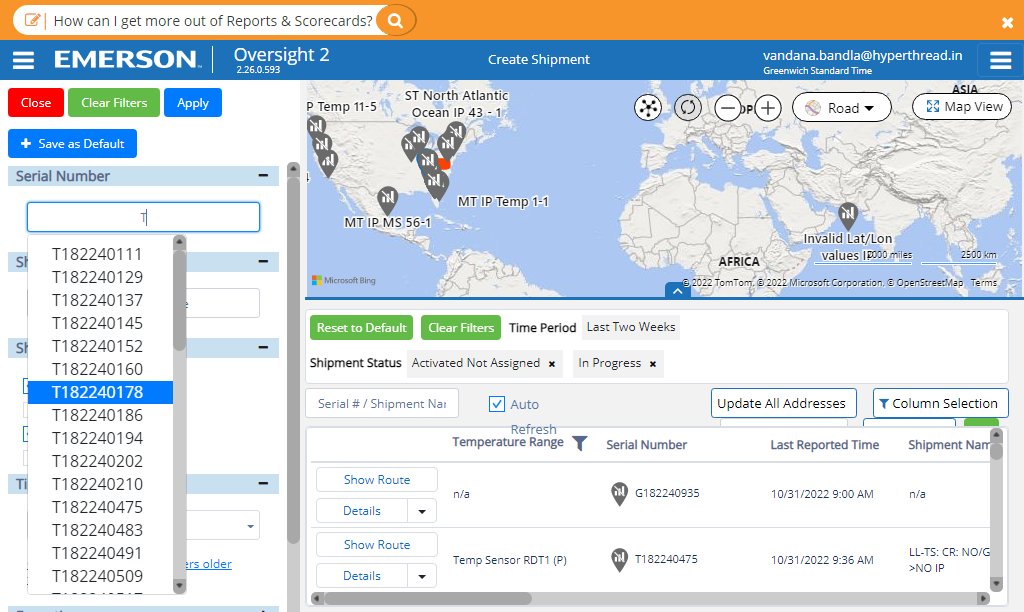 How can I get more out of Reports & Scorecards?
EMERSON
Oversight 2
2.26.0.593
Create Shipment
vandana.bandla@hyperthread.in
Greenwich Standard Time
Close
Clear Filters
Apply
+ Save as Default
Serial Number
T
T182240111
T182240129
T182240137
T182240145
T182240152
T182240160
T182240178
T182240186
T182240194
T182240202
T182240210
T182240475
T182240483
T182240491
T182240509
older
P Temp 11-5
ST North Atlantic
Ocean IP 43 - 1
MT IP Temp 1-1
MT IP MS 56-1
Road
ASIA
Map View
Invalid Lat/Lon
values I
AFRICA
2000 miles
2500 km
Microsoft Bing
© 2022 TomTom, © 2022 Microsoft Corporation, © OpenStreetMap Terms
Reset to Default
Clear Filters
Time Period
Last Two Weeks
Shipment Status
Activated Not Assigned ×
In Progress ×
Serial # / Shipment Nar
Auto
Refresh
Update All Addresses
Column Selection
Temperature Range
Serial Number
Last Reported Time
Shipment Nam
Show Route
Details
n/a
G182240935
10/31/2022 9:00 AM
n/a
Show Route
Details
Temp Sensor RDT1 (P)
T182240475
10/31/2022 9:36 AM
LL-TS: CR: NO/G
>NO IP